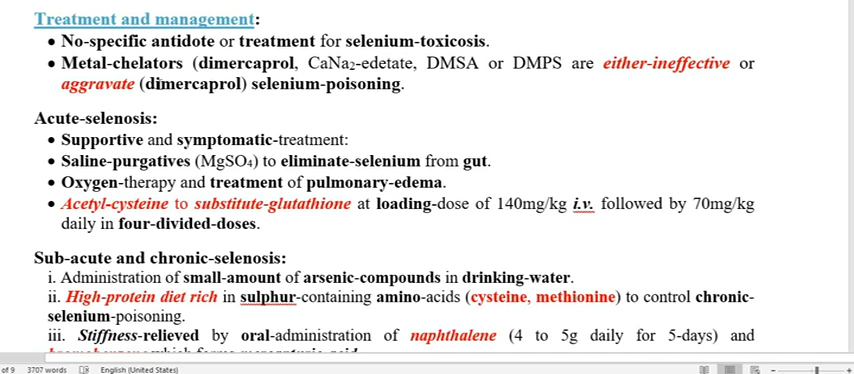 Treatment and management:
• No-specific antidote or treatment for selenium-toxicosis.
• Metal-chelators (dimercaprol, CaNa2-edetate, DMSA or DMPS are either-ineffective or
aggravate (dimercaprol) selenium-poisoning.
Acute-selenosis:
• Supportive and symptomatic-treatment:
• Saline-purgatives (MgSO4) to eliminate-selenium from gut.
• Oxygen-therapy and treatment of pulmonary-edema.
• Acetyl-cysteine to substitute-glutathione at loading-dose of 140mg/kg i.v. followed by 70mg/kg
daily in four-divided-doses.
Sub-acute and chronic-selenosis:
i. Administration of small-amount of arsenic-compounds in drinking-water.
ii. High-protein diet rich in sulphur-containing amino-acids (cysteine, methionine) to control chronic-
selenium-poisoning.
iii. Stiffness-relieved by oral-administration of naphthalene (4 to 5g daily for 5-days) and
of 9 3707 words English (United States)